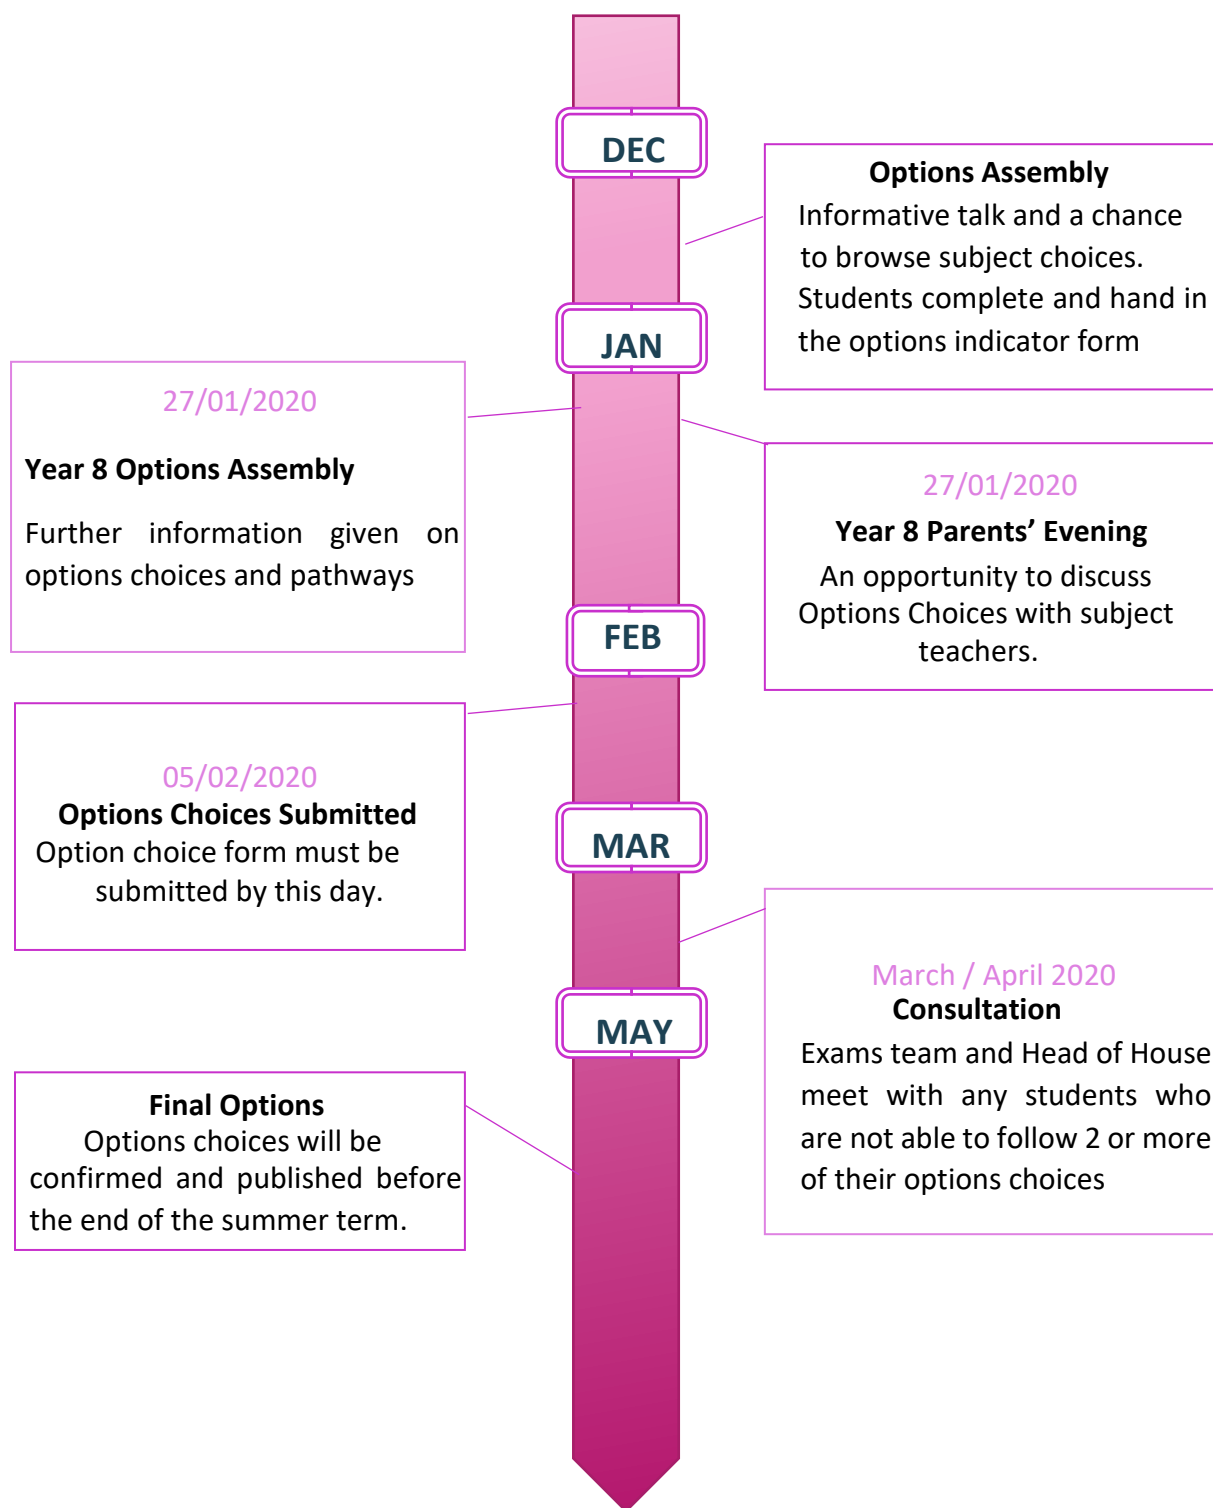 DEC
Options Assembly
Informative talk and a chance
to browse subject choices.
Students complete and hand in
the options indicator form
JAN
27/01/2020
Year 8 Options Assembly
Further information given on
options choices and pathways
27/01/2020
Year 8 Parents’ Evening
An opportunity to discuss
Options Choices with subject
teachers.
FEB
05/02/2020
Options Choices Submitted
Option choice form must be
submitted by this day.
MAR
March / April 2020
Consultation
Exams team and Head of House
meet with any students who
are not able to follow 2 or more
of their options choices
MAY
Final Options
Options choices will be
confirmed and published before
the end of the summer term.